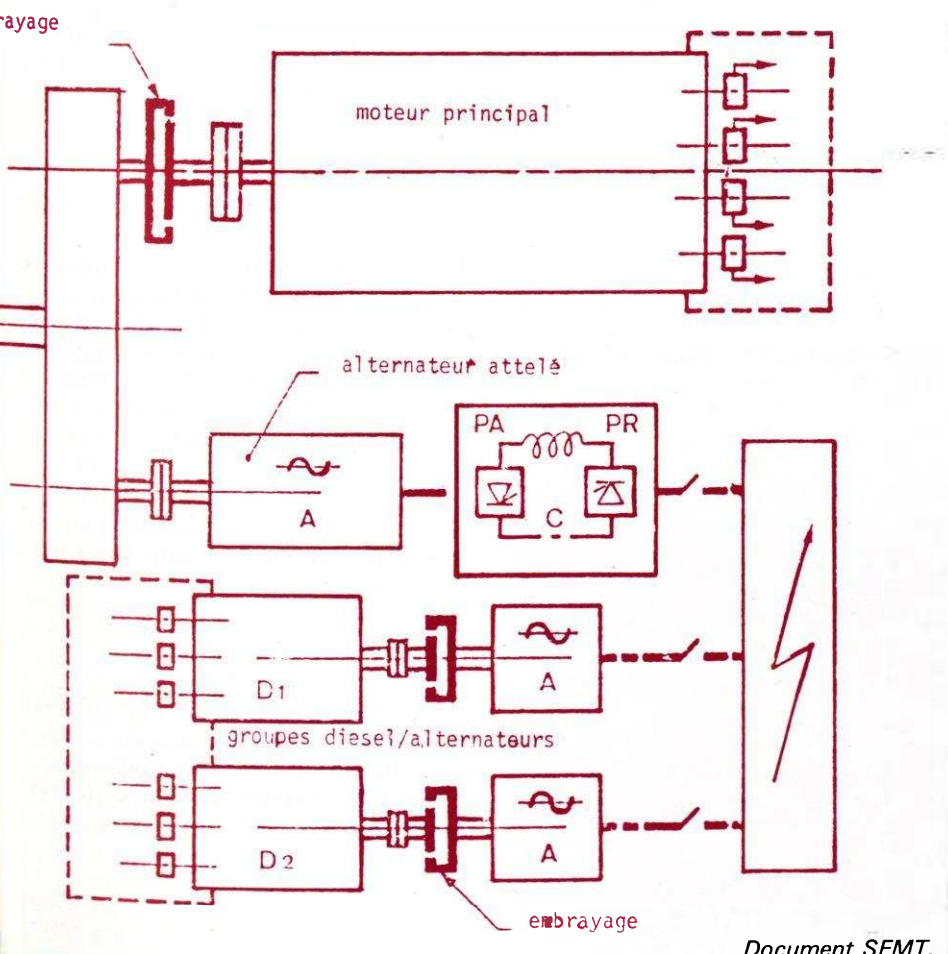 rayage
moteur principal
alternateur attelé
PA PR
C
A
D1
A
groupes diesel/alternateurs
D2
A
embrayage
Document SEMT.